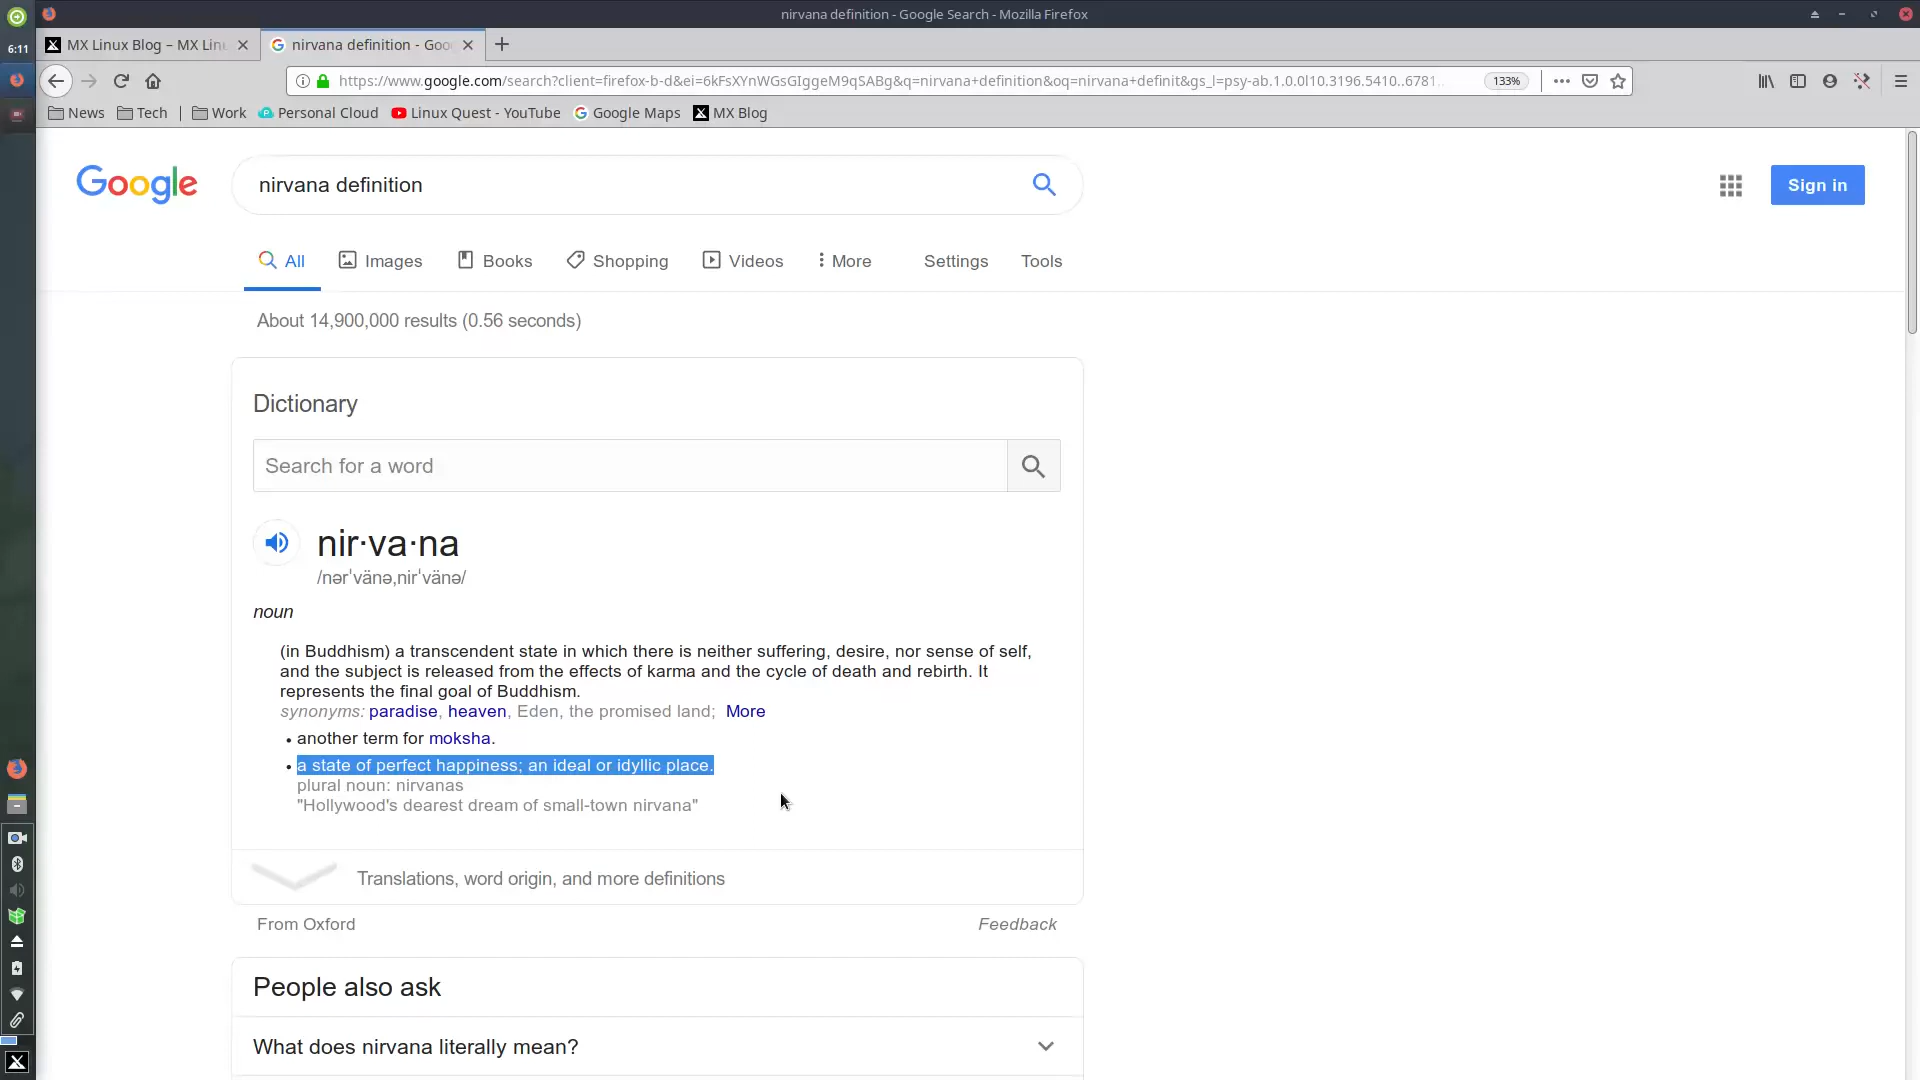 nirvana definition - Google Search - Mozilla Firefox
6:11
MX Linux Blog – MX Lin
nirvana definition - Goo
https://www.google.com/search?client=firefox-b-d&ei=6kFsXYnWGsGIggeM9qSABg&q=nirvana+definition&oq=nirvana+definit&gs_l=psy-ab.1.0.0l10.3196.5410..6781..
133%
News
Tech
Work
Personal Cloud
Linux Quest - YouTube
Google Maps
MX Blog
Google
nirvana definition
Sign in
All
Images
Books
Shopping
Videos
More
Settings
Tools
About 14,900,000 results (0.56 seconds)
Dictionary
Search for a word
nir·va·na
/nərˈvänə,nirˈvänə/
noun
(in Buddhism) a transcendent state in which there is neither suffering, desire, nor sense of self,
and the subject is released from the effects of karma and the cycle of death and rebirth. It
represents the final goal of Buddhism.
synonyms: paradise, heaven, Eden, the promised land; More
• another term for moksha.
• a state of perfect happiness; an ideal or idyllic place.
plural noun: nirvanas
"Hollywood's dearest dream of small-town nirvana"
Translations, word origin, and more definitions
From Oxford
Feedback
People also ask
What does nirvana literally mean?